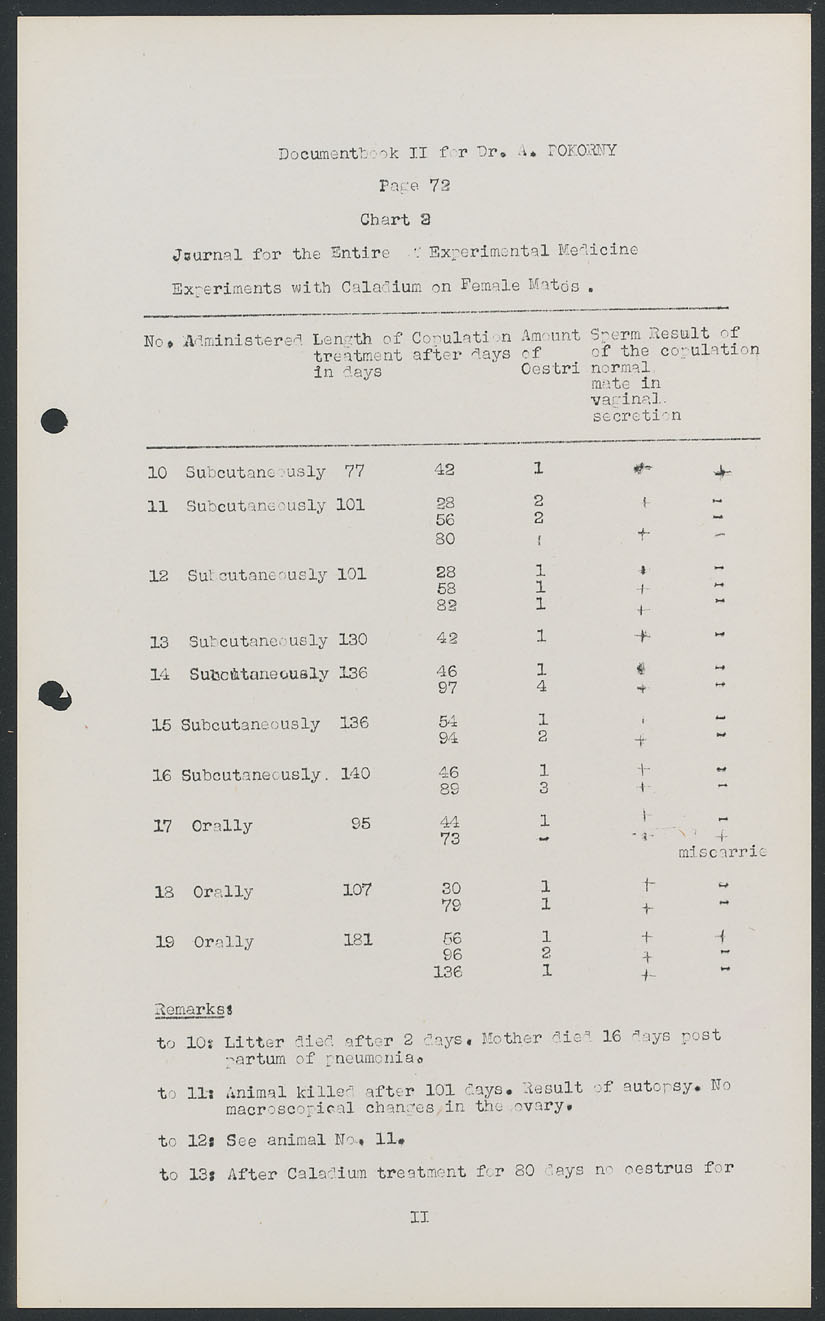 Documentbook II for Dr. A. POKORNY
Page 72
Chart 2
Journal for the Entire Experimental Medicine
Experiments with Caladium on Female Matds .
No. Administered Length of Copulation Amount Sperm Result of
treatment after days of of the copulation
in days Oestri normal
mate in
vaginal
secretion
10 Subcutaneously 77 42 1 + +
11 Subcutaneously 101 28 2 + -
56 2 -
80 + -
12 Subcutaneously 101 28 1 + -
58 1 + -
82 1 + -
13 Subcutaneously 130 42 1 + -
14 Subcutaneously 136 46 1 + -
97 4 + -
15 Subcutaneously 136 54 1 -
94 2 + -
16 Subcutaneously. 140 46 1 + -
89 3 + -
17 Orally 95 44 1 + -
73 - + +
miscarrie
18 Orally 107 30 1 + -
79 1 + -
19 Orally 181 56 1 + +
96 2 + -
136 1 + -
Remarks:
to 10: Litter died after 2 days. Mother died 16 days post
partum of pneumonia.
to 11: Animal killed after 101 days. Result of autopsy. No
macroscopical changes in the ovary.
to 12: See animal No. 11.
to 13: After Caladium treatment for 80 days no oestrus for
II